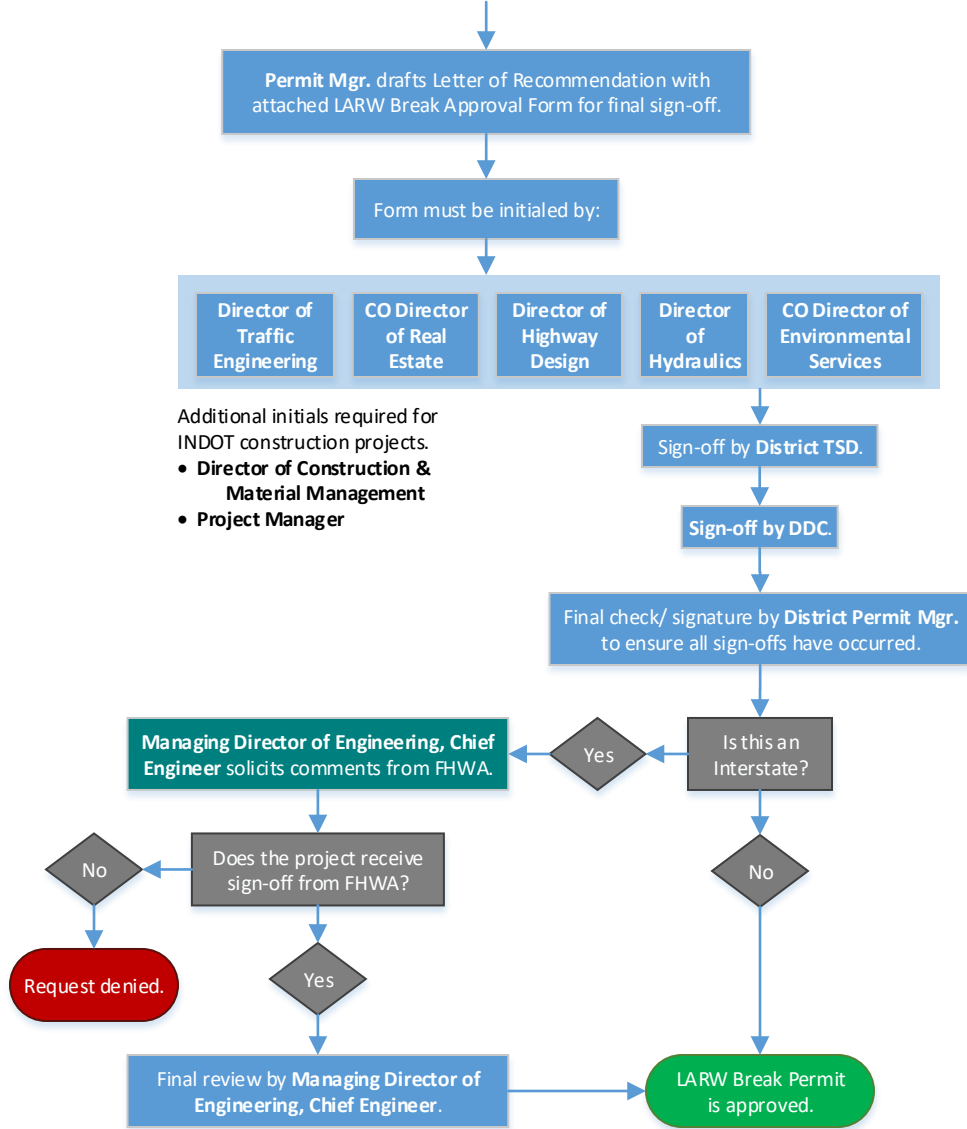 Permit Mgr. drafts Letter of Recommendation with
attached LARW Break Approval Form for final sign-off.
Form must be initialed by:
Director of
Traffic
Engineering
CO Director
of Real
Estate
Director of
Highway
Design
Director
of
Hydraulics
CO Director of
Environmental
Services
Additional initials required for
INDOT construction projects.
• Director of Construction &
Material Management
• Project Manager
Sign-off by District TSD.
Sign-off by DDC.
Final check/ signature by District Permit Mgr.
to ensure all sign-offs have occurred.
Is this an
Interstate?
Yes
Managing Director of Engineering, Chief
Engineer solicits comments from FHWA.
No
Does the project receive
sign-off from FHWA?
No
Request denied.
Yes
Final review by Managing Director of
Engineering, Chief Engineer.
LARW Break Permit
is approved.